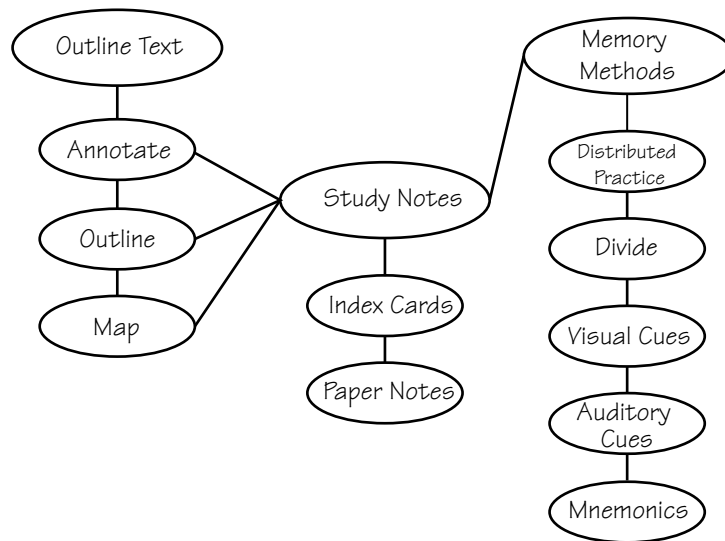 Outline Text
Annotate
Outline
Map
Study Notes
Index Cards
Paper Notes
Memory
Methods
Distributed
Practice
Divide
Visual Cues
Auditory
Cues
Mnemonics